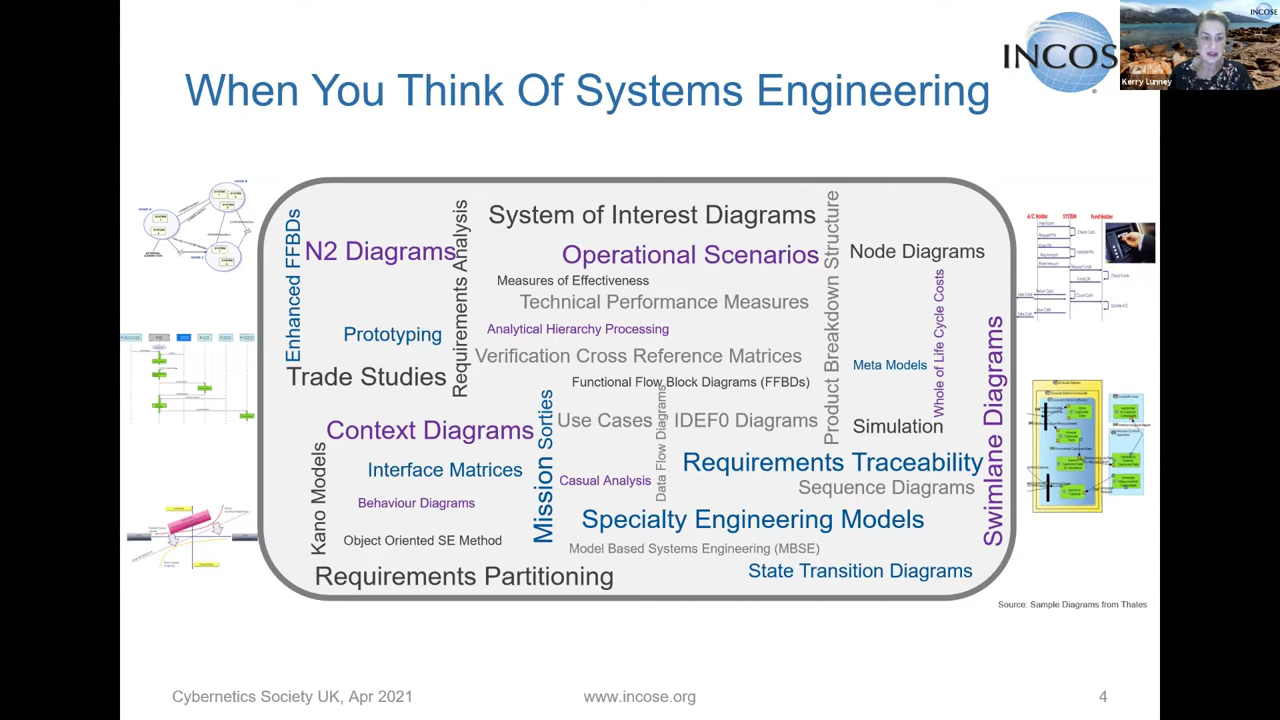 When You Think Of Systems Engineering
INCOS
INCOSE
Kerry Lunney
Enhanced FFBDs
N2 Diagrams
Requirements Analysis
System of Interest Diagrams
Operational Scenarios
Measures of Effectiveness
Technical Performance Measures
Product Breakdown Structure
Node Diagrams
Prototyping
Analytical Hierarchy Processing
Verification Cross Reference Matrices
Whole of Life Cycle Costs
Meta Models
Swimlane Diagrams
Trade Studies
Functional Flow Block Diagrams (FFBDs)
Mission Sorties
Use Cases
Data Flow Diagrams
IDEF0 Diagrams
Simulation
Context Diagrams
Kano Models
Interface Matrices
Requirements Traceability
Casual Analysis
Sequence Diagrams
Behaviour Diagrams
Specialty Engineering Models
Object Oriented SE Method
Model Based Systems Engineering (MBSE)
Requirements Partitioning
State Transition Diagrams
A/C Holder
SYSTEM
Fund Holder
Source: Sample Diagrams from Thales
Cybernetics Society UK, Apr 2021
www.incose.org
4